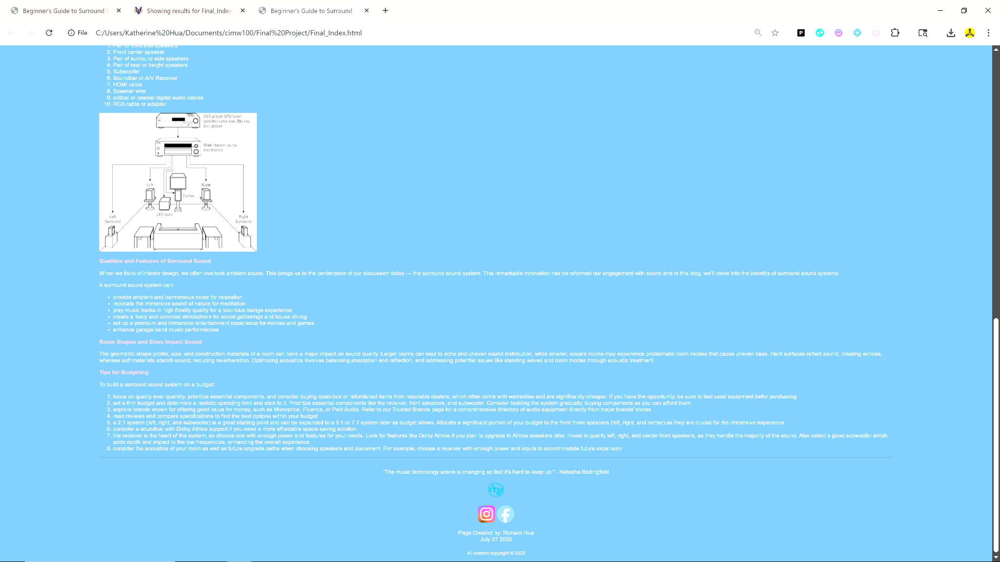 Beginner's Guide to Surround S
Showing results for Final_Index
Beginner's Guide to Surround
File C:/Users/Katherine%20Hua/Documents/cimw100/Final%20Project/Final_Index.html
1. Pair of front side speakers
2. Front center speaker
3. Pair of surround side speakers
4. Pair of rear or height speakers
5. Subwoofer
6. Soundbar or A/V Receiver
7. HDMI cable
8. Speaker wire
9. optical or coaxial digital audio cables
10. RCA cable or adapter
DVD player, DTV tuner,
satellite/cable box, Blu-ray
disc player
Multichannel audio
electronics
Left
Right
Center
LFE (sub)
Left
Surround
Right
Surround
Qualities and Features of Surround Sound
When we think of interior design, we often overlook ambient sound. This brings us to the centerpiece of our discussion today — the surround sound system. This remarkable innovation has transformed our engagement with sound and in this blog, we'll delve into the benefits of surround sound systems.
A surround sound system can:
• provide ambient and harmonious noise for relaxation .
• replicate the immersive sound of nature for meditation
• play music tracks in high fidelity quality for a luxurious lounge experience
• create a lively and convivial atmosphere for social gatherings and house dining
• set up a premium and immersive entertainment experience for movies and games
• enhance garage band music performances
Room Shapes and Sizes Impact Sound
The geometric shape profile, size, and construction materials of a room can have a major impact on sound quality. Larger rooms can lead to echo and uneven sound distribution, while smaller, square rooms may experience problematic room modes that cause uneven bass. Hard surfaces reflect sound, creating echoes,
whereas soft materials absorb sound, reducing reverberation. Optimizing acoustics involves balancing absorption and reflection, and addressing potential issues like standing waves and room modes through acoustic treatment
Tips for Budgeting
To build a surround sound system on a budget:
1. focus on quality over quantity, prioritize essential components, and consider buying open-box or refurbished items from reputable dealers, which often come with warranties and are significantly cheaper. If you have the opportunity, be sure to test used equipment befor purchasing
2. set a firm budget and determine a realistic spending limit and stick to it. Prioritize essential components like the receiver, front speakers, and subwoofer. Consider building the system gradually, buying components as you can afford them
3. explore brands known for offering good value for money, such as Monoprice, Fluance, or Polk Audio. Refer to our Trusted Brands page for a comprehensive directory of audio equipment directly from major brands' stores
4. read reviews and compare specifications to find the best options within your budget
5. a 2.1 system (left, right, and subwoofer) is a great starting point and can be expanded to a 5.1 or 7.1 system later as budget allows. Allocate a significant portion of your budget to the front three speakers (left, right, and center) as they are crucial for the immersive experience
6. consider a soundbar with Dolby Atmos support if you need a more affordable space-saving solution.
7. the receiver is the heart of the system, so choose one with enough power and features for your needs. Look for features like Dolby Atmos if you plan to upgrade to Atmos speakers later. Invest in quality left, right, and center front speakers, as they handle the majority of the sound. Also select a good subwoofer which
adds depth and impact to the low frequencies, enhancing the overall experience
8. consider the acoustics of your room as well as future upgrade paths when choosing speakers and placement. For example, choose a receiver with enough power and inputs to accommodate future expansion
"The music technology scene is changing so fast it's hard to keep up." - Natasha Bedingfield
ITU
Page Created by: Richard Hua
July 27 2025
All content copyright © 2025